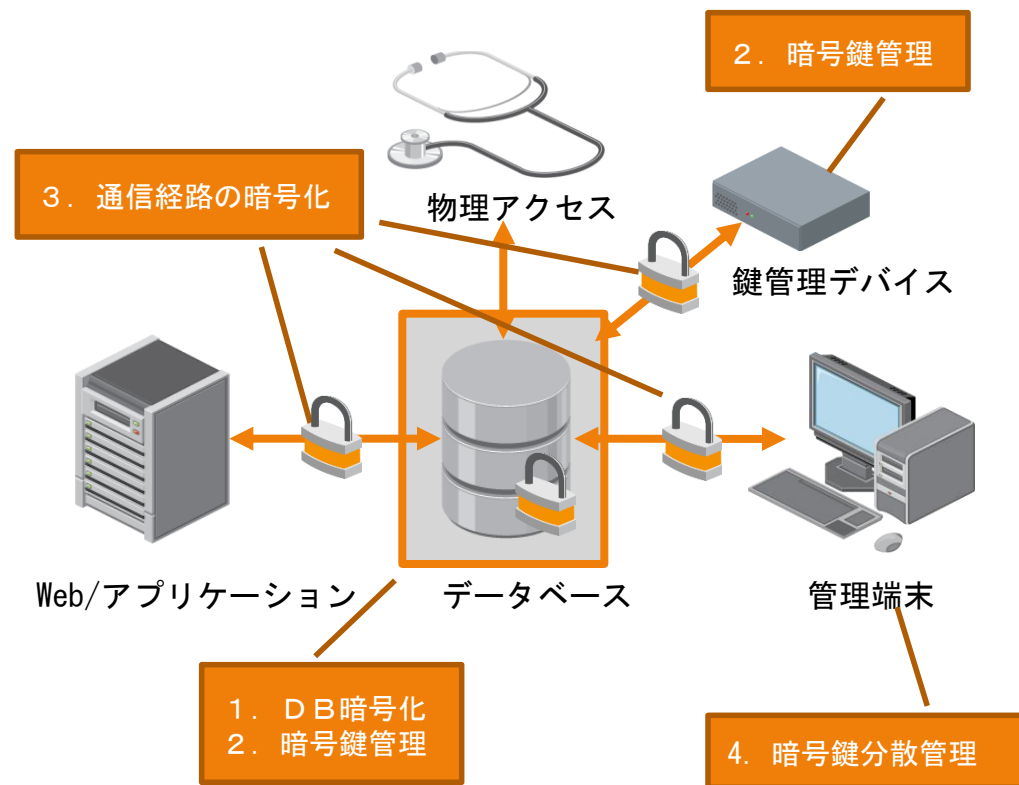 ２．暗号鍵管理
３．通信経路の暗号化
物理アクセス
鍵管理デバイス
Web/アプリケーション
データベース
管理端末
１．ＤＢ暗号化
２．暗号鍵管理
4．暗号鍵分散管理